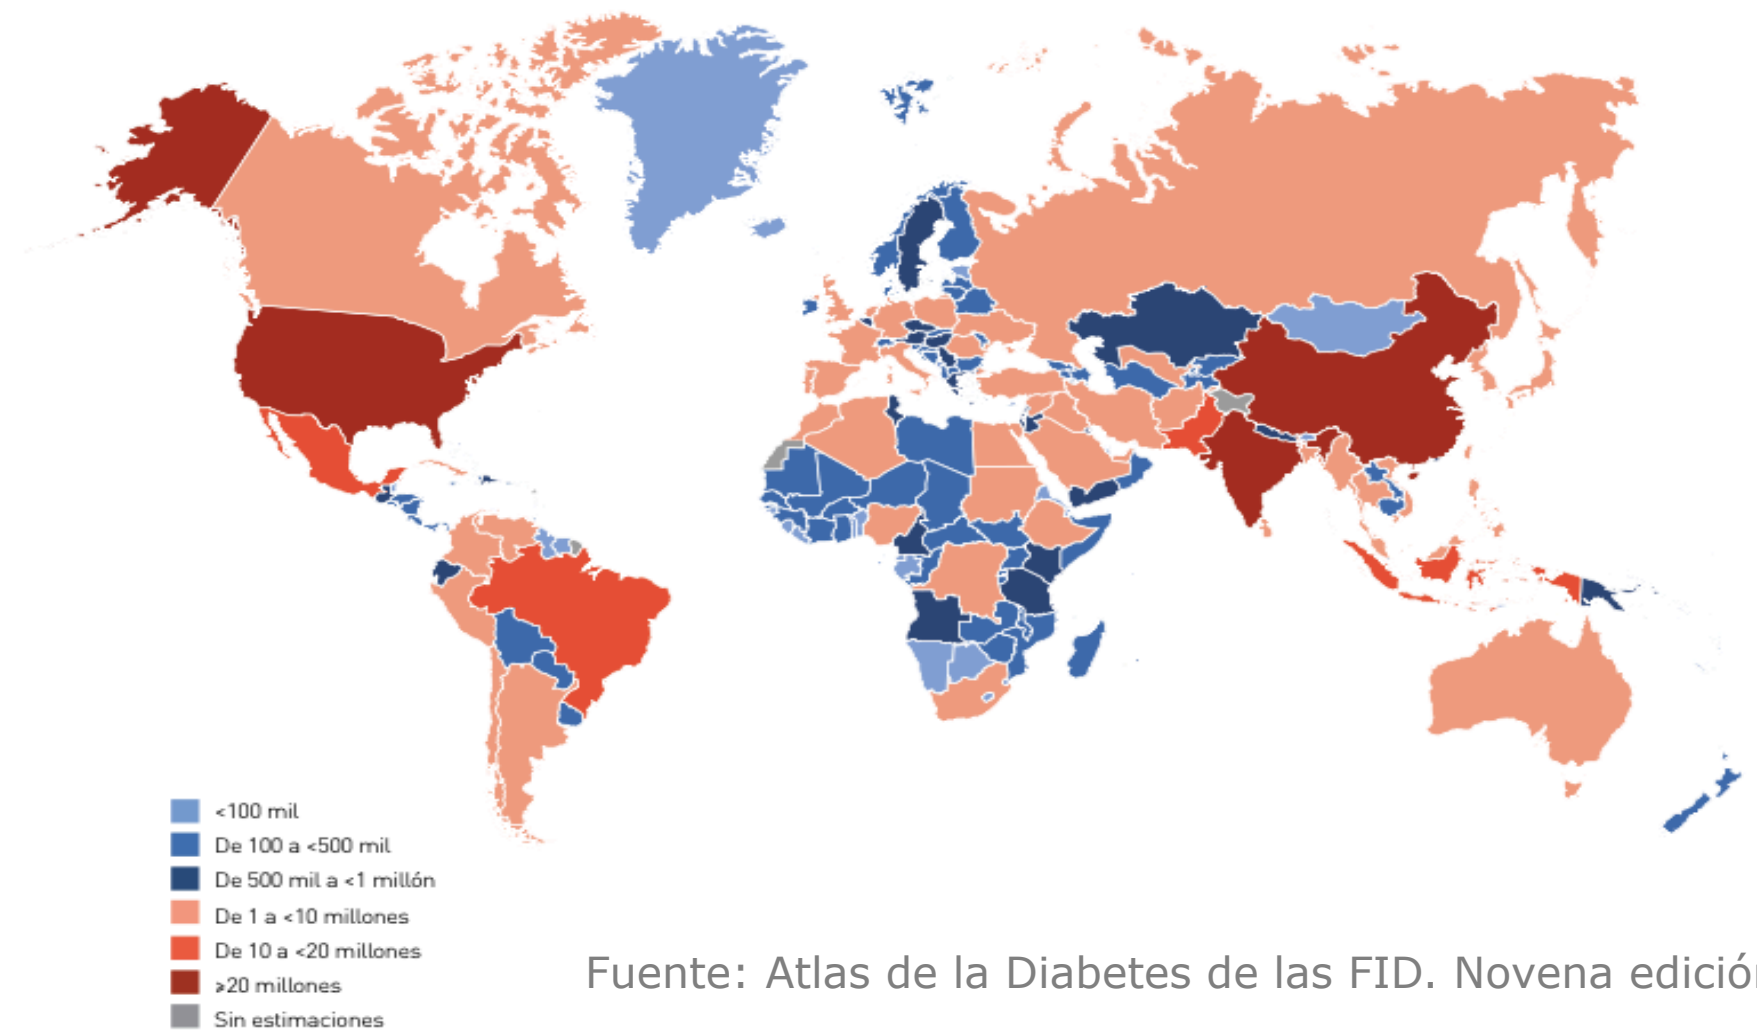 <100 mil
De 100 a <500 mil
De 500 mil a <1 millón
De 1 a <10 millones
De 10 a <20 millones
≥20 millones
Sin estimaciones
Fuente: Atlas de la Diabetes de las FID. Novena edición